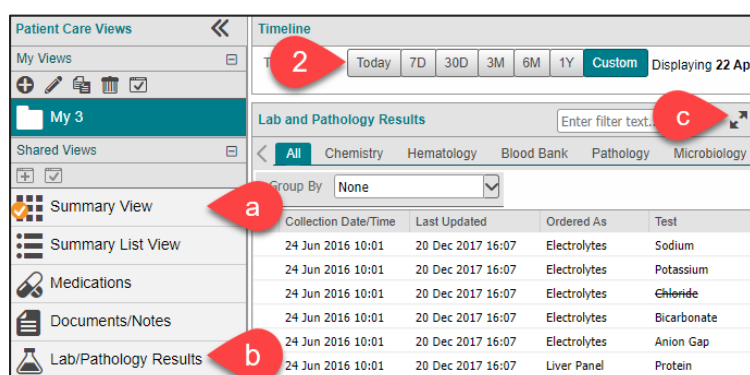 Patient Care Views
My Views
My 3
Shared Views
Summary View
a
Summary List View
Medications
Documents/Notes
Lab/Pathology Results
b
Timeline
T
2
Today 7D 30D 3M 6M 1Y Custom Displaying 22 Ap
Lab and Pathology Results
Enter filter text..
c
All Chemistry Hematology Blood Bank Pathology Microbiology
Group By None
Collection Date/Time Last Updated Ordered As Test
24 Jun 2016 10:01 20 Dec 2017 16:07 Electrolytes Sodium
24 Jun 2016 10:01 20 Dec 2017 16:07 Electrolytes Potassium
24 Jun 2016 10:01 20 Dec 2017 16:07 Electrolytes Chloride
24 Jun 2016 10:01 20 Dec 2017 16:07 Electrolytes Bicarbonate
24 Jun 2016 10:01 20 Dec 2017 16:07 Electrolytes Anion Gap
24 Jun 2016 10:01 20 Dec 2017 16:07 Liver Panel Protein